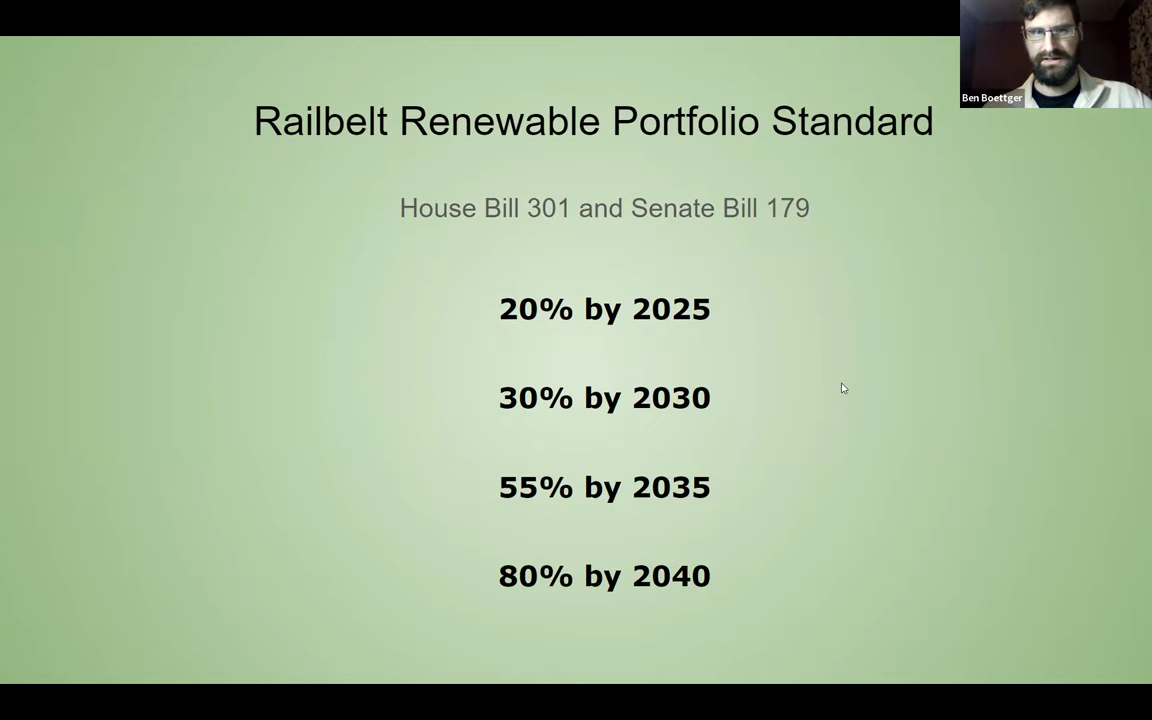 Railbelt Renewable Portfolio Standard
House Bill 301 and Senate Bill 179
20% by 2025
30% by 2030
55% by 2035
80% by 2040
Ben Boettger